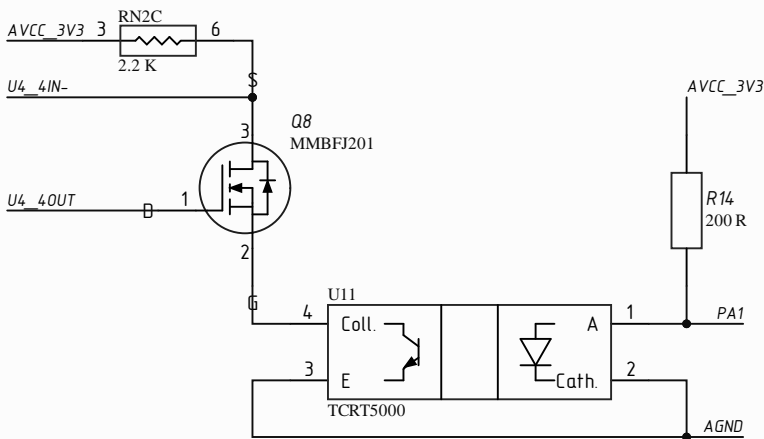 RN2C
AVCC_3V3 3 6
2.2 K
S
U4_4IN-
AVCC_3V3
Q8
3
MMBFJ201
U4_4OUT
D
1
R14
200 R
2
G
U11
4 Coll. A 1 PA1
3 E Cath. 2
TCRT5000
AGND